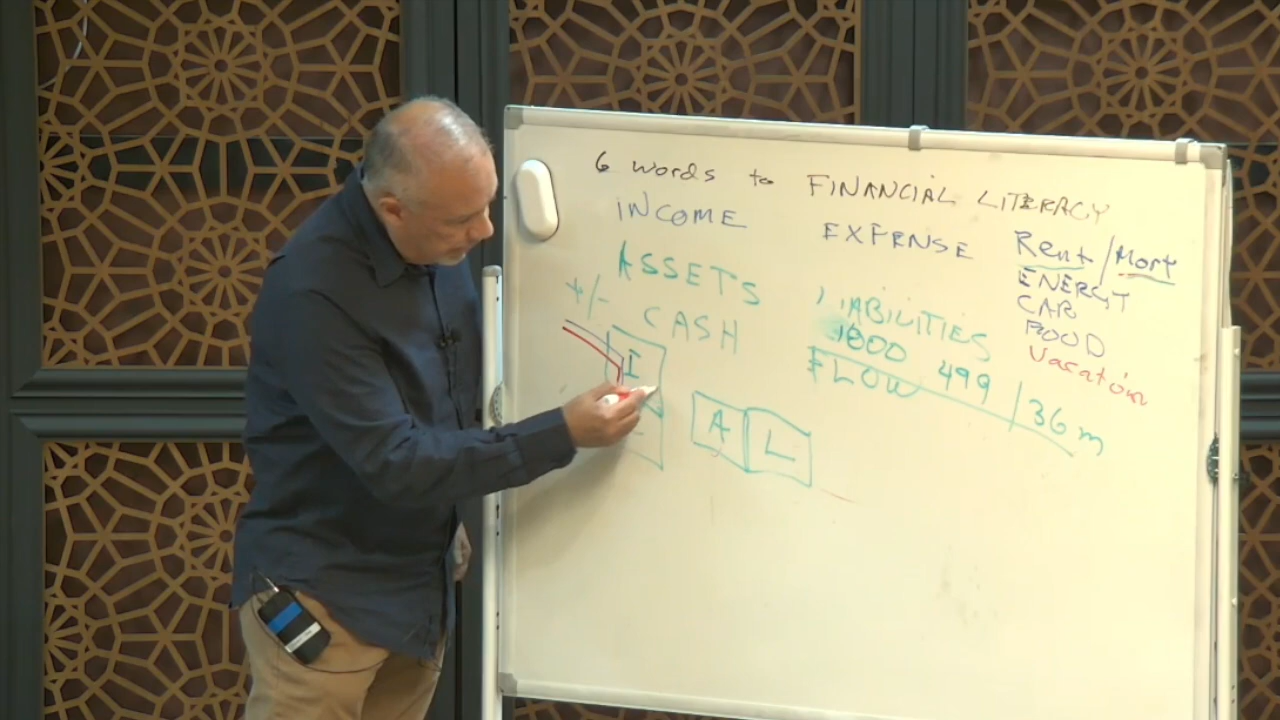 6 words to FINANCIAL LITERACY
INCOME EXPENSE Rent/Mort
ENERGY
CAR
FOOD
Vacation
ASSETS LIABILITIES
+/- CASH FLOW
1800 499 / 36 m
I
A L